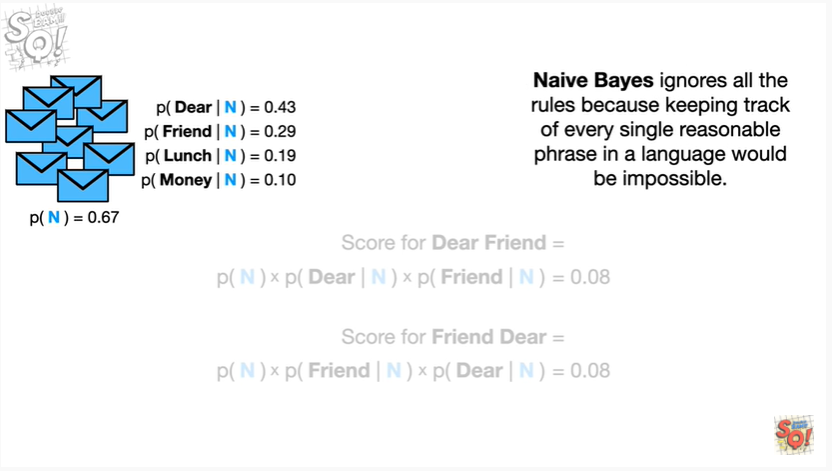 p( Dear | N ) = 0.43
p( Friend | N ) = 0.29
p( Lunch | N ) = 0.19
p( Money | N ) = 0.10
p( N ) = 0.67
Naive Bayes ignores all the
rules because keeping track
of every single reasonable
phrase in a language would
be impossible.
Score for Dear Friend =
p( N ) × p( Dear | N ) × p( Friend | N ) = 0.08
Score for Friend Dear =
p( N ) × p( Friend | N ) × p( Dear | N ) = 0.08
SQ!